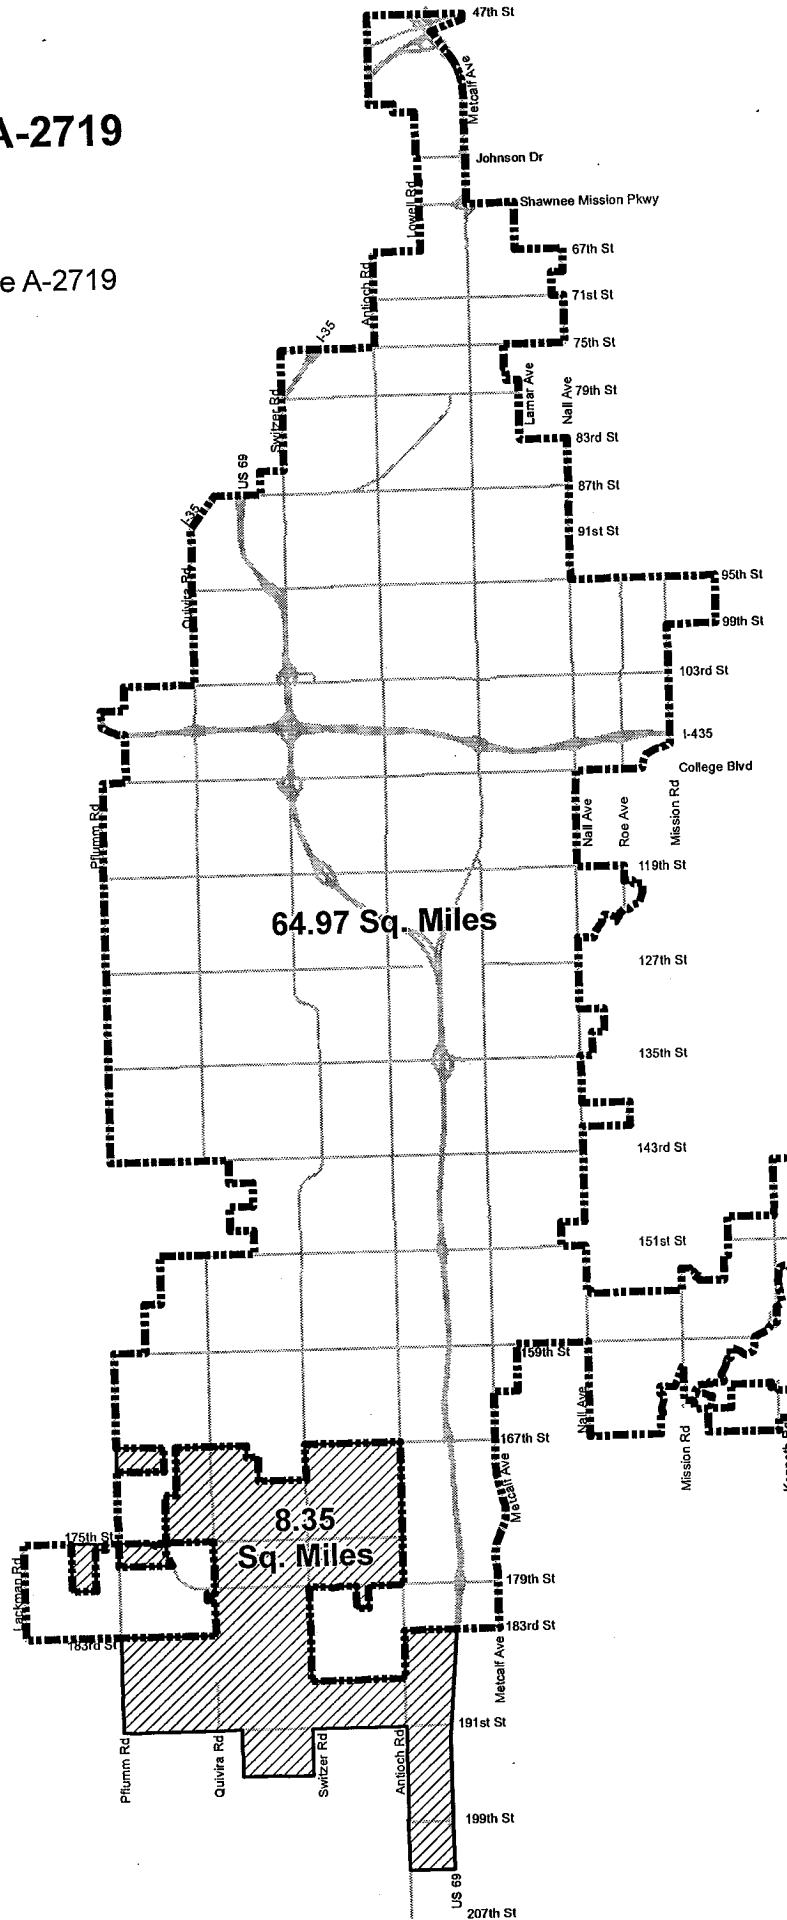 47th St
Metcalf Ave
A-2719
Johnson Dr
Lowell Rd
Shawnee Mission Pkwy
67th St
e A-2719
Antioch Rd
71st St
I-35
75th St
Lamar Ave
Nall Ave
79th St
Switzer Rd
83rd St
US 69
87th St
I-35
91st St
95th St
Quivira Rd
99th St
103rd St
I-435
College Blvd
Pflumm Rd
Nall Ave
Roe Ave
Mission Rd
119th St
64.97 Sq. Miles
127th St
135th St
143rd St
151st St
159th St
Nall Ave
167th St
Mission Rd
Metcalf Ave
8.35
Sq. Miles
175th St
Lackman Rd
179th St
183rd St
183rd St
Metcalf Ave
191st St
Pflumm Rd
Quivira Rd
Switzer Rd
Antioch Rd
199th St
US 69
207th St